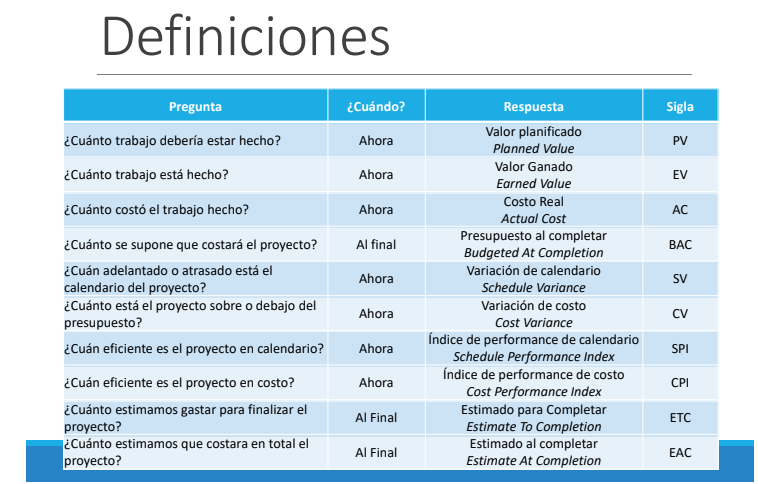 Definiciones
Pregunta ¿Cuándo? Respuesta Sigla
¿Cuánto trabajo debería estar hecho? Ahora Valor planificado PV
Planned Value
¿Cuánto trabajo está hecho? Ahora Valor Ganado EV
Earned Value
¿Cuánto costó el trabajo hecho? Ahora Costo Real AC
Actual Cost
¿Cuánto se supone que costará el proyecto? Al final Presupuesto al completar BAC
Budgeted At Completion
¿Cuán adelantado o atrasado está el
calendario del proyecto? Ahora Variación de calendario SV
Schedule Variance
¿Cuánto está el proyecto sobre o debajo del
presupuesto? Ahora Variación de costo CV
Cost Variance
¿Cuán eficiente es el proyecto en calendario? Ahora Índice de performance de calendario SPI
Schedule Performance Index
¿Cuán eficiente es el proyecto en costo? Ahora Índice de performance de costo CPI
Cost Performance Index
¿Cuánto estimamos gastar para finalizar el
proyecto? Al Final Estimado para Completar ETC
Estimate To Completion
¿Cuánto estimamos que costara en total el
proyecto? Al Final Estimado al completar EAC
Estimate At Completion